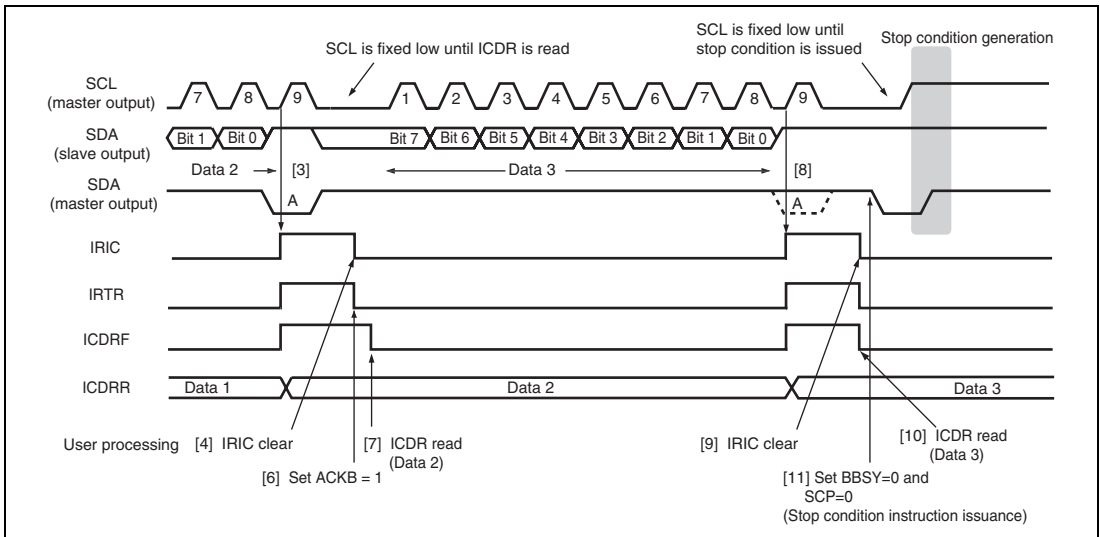 SCL is fixed low until ICDR is read
SCL is fixed low until
stop condition is issued
Stop condition generation
SCL
(master output)
7 8 9 1 2 3 4 5 6 7 8 9
SDA
(slave output)
Bit 1 Bit 0 Bit 7 Bit 6 Bit 5 Bit 4 Bit 3 Bit 2 Bit 1 Bit 0
Data 2 [3] Data 3 [8]
SDA
(master output)
A A
IRIC
IRTR
ICDRF
ICDRR
Data 1 Data 2 Data 3
User processing
[4] IRIC clear
[7] ICDR read
(Data 2)
[6] Set ACKB = 1
[9] IRIC clear
[10] ICDR read
(Data 3)
[11] Set BBSY=0 and
SCP=0
(Stop condition instruction issuance)